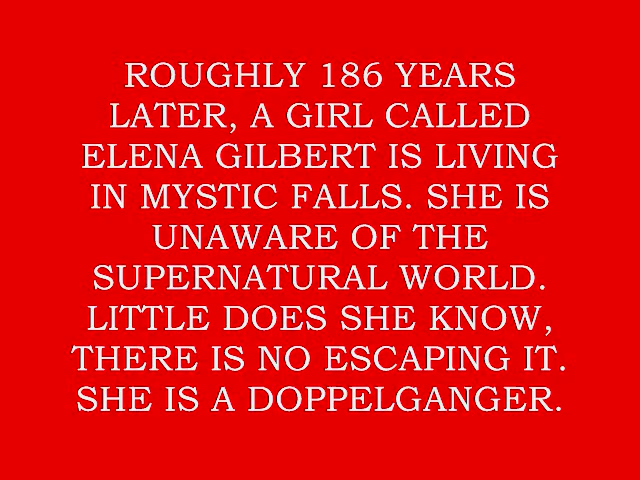 ROUGHLY 186 YEARS
LATER, A GIRL CALLED
ELENA GILBERT IS LIVING
IN MYSTIC FALLS. SHE IS
UNAWARE OF THE
SUPERNATURAL WORLD.
LITTLE DOES SHE KNOW,
THERE IS NO ESCAPING IT.
SHE IS A DOPPELGANGER.